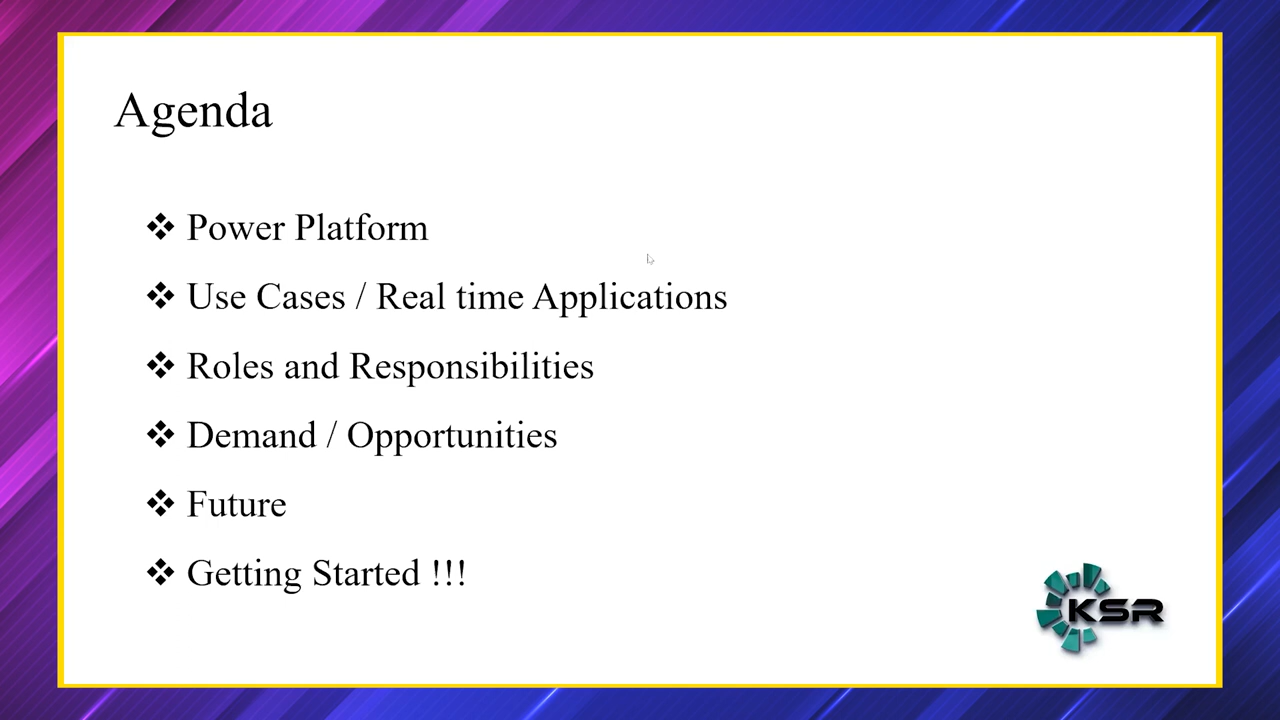 Agenda
❖ Power Platform
❖ Use Cases / Real time Applications
❖ Roles and Responsibilities
❖ Demand / Opportunities
❖ Future
❖ Getting Started !!!
KSR